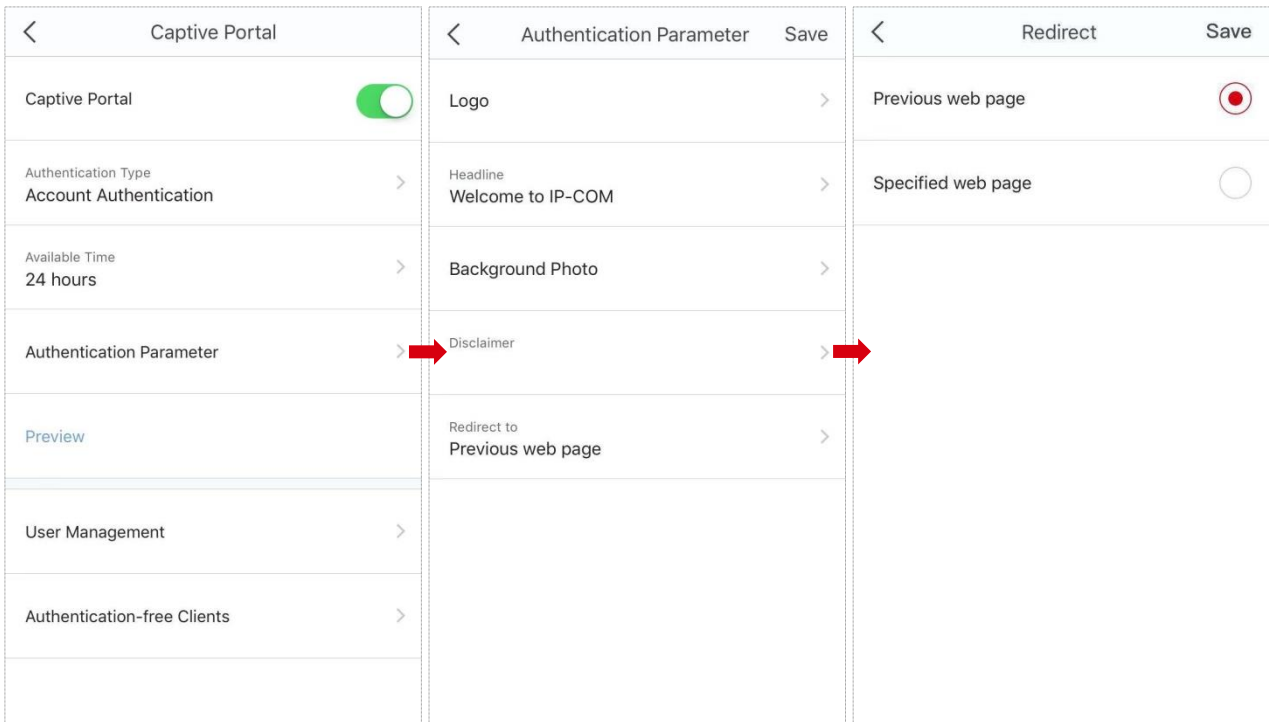 Captive Portal
Captive Portal
Authentication Type
Account Authentication
Available Time
24 hours
Authentication Parameter
Preview
User Management
Authentication-free Clients
Authentication Parameter
Save
Logo
Headline
Welcome to IP-COM
Background Photo
Disclaimer
Redirect to
Previous web page
Redirect
Save
Previous web page
Specified web page